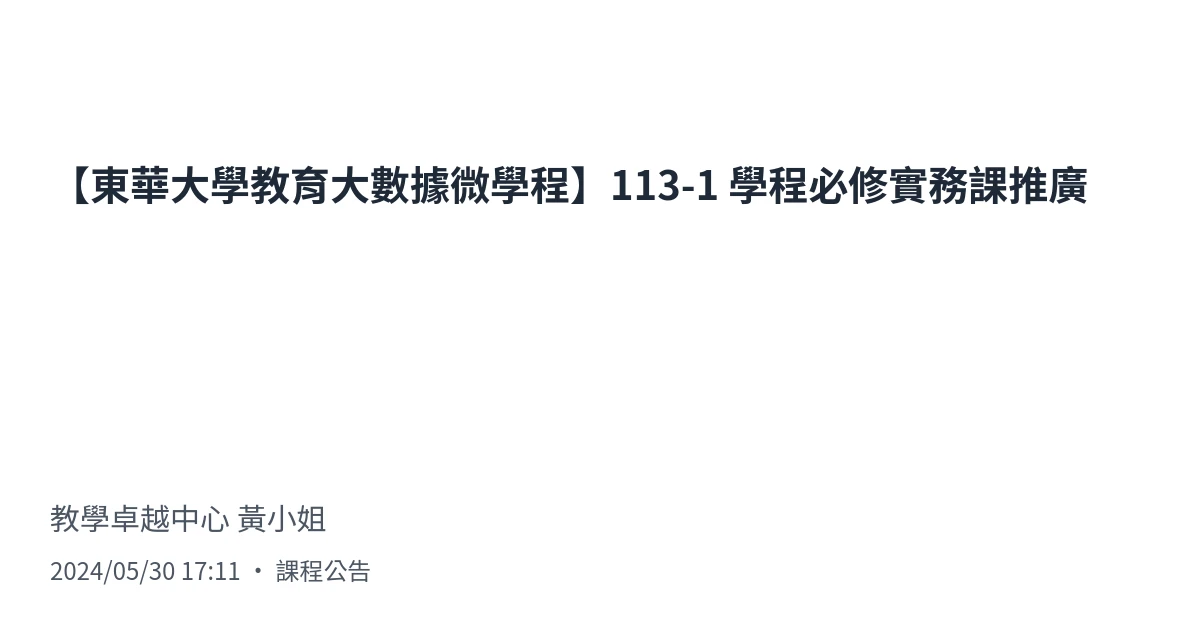 【東華大學教育大數據微學程】113-1 學程必修實務課推廣
教學卓越中心 黃小姐
2024/05/30 17:11 ・ 課程公告